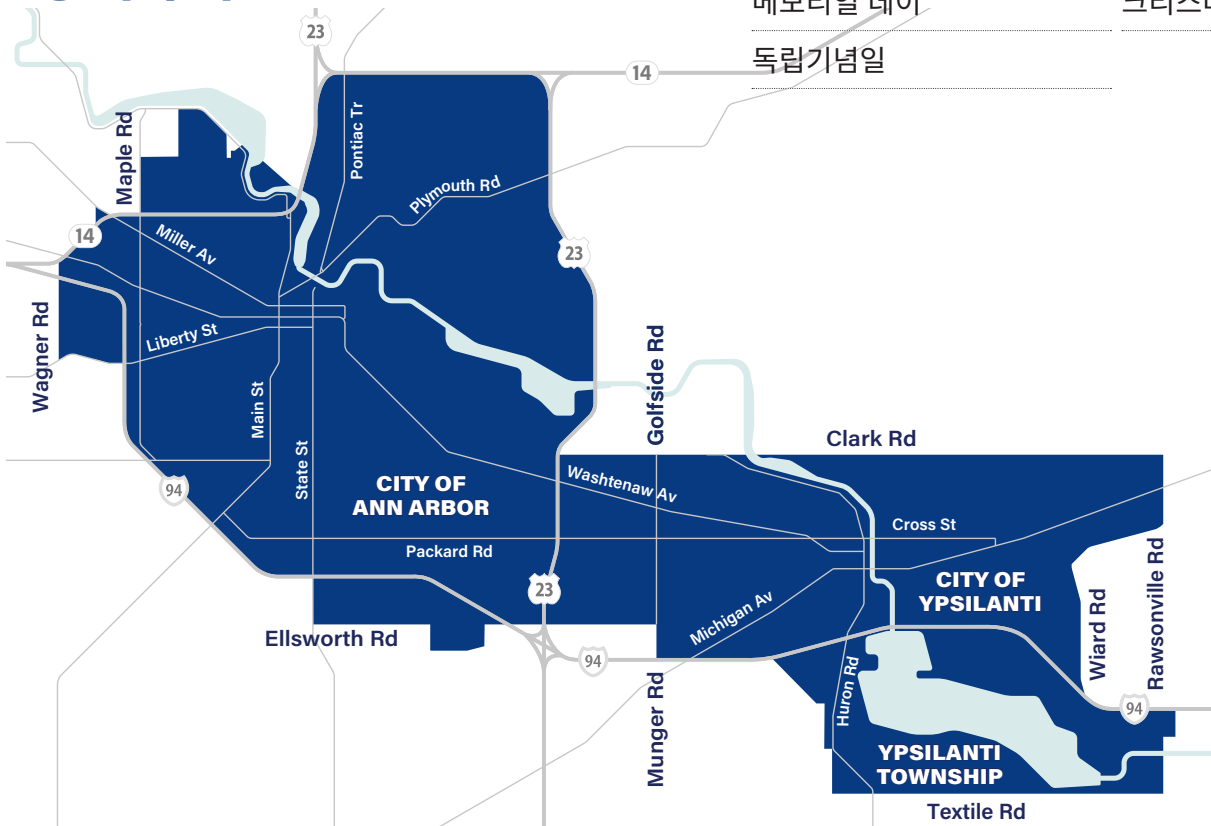 독립기념일
23
14
Pontiac Tr
Maple Rd
Plymouth Rd
14
Miller Av
23
Wagner Rd
Liberty St
Golfside Rd
Main St
State St
Clark Rd
94
CITY OF
ANN ARBOR
Washtenaw Av
Cross St
Packard Rd
Rawsonville Rd
23
CITY OF
YPSILANTI
Michigan Av
Wiard Rd
Ellsworth Rd
94
Huron Rd
Munger Rd
94
YPSILANTI
TOWNSHIP
Textile Rd